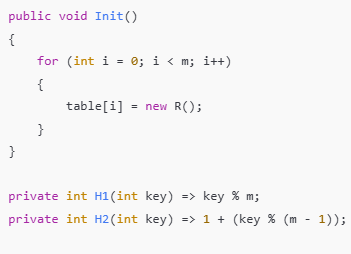 public void Init()
{
    for (int i = 0; i < m; i++)
    {
        table[i] = new R();
    }
}
private int H1(int key) => key % m;
private int H2(int key) => 1 + (key % (m - 1));